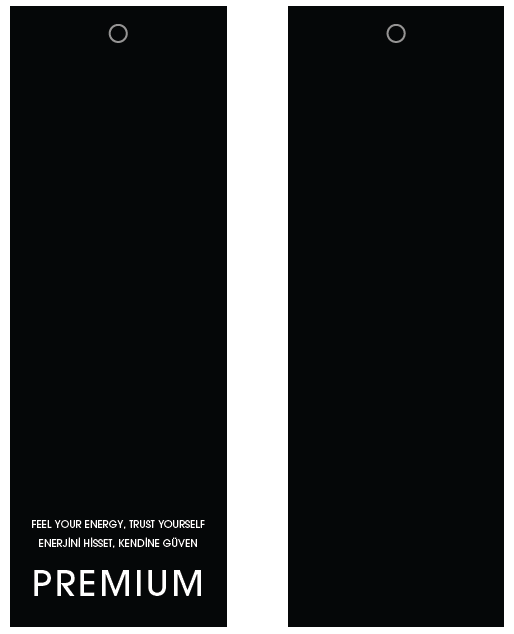 FEEL YOUR ENERGY, TRUST YOURSELF
ENERJİNİ HİSSET, KENDİNE GÜVEN
PREMIUM